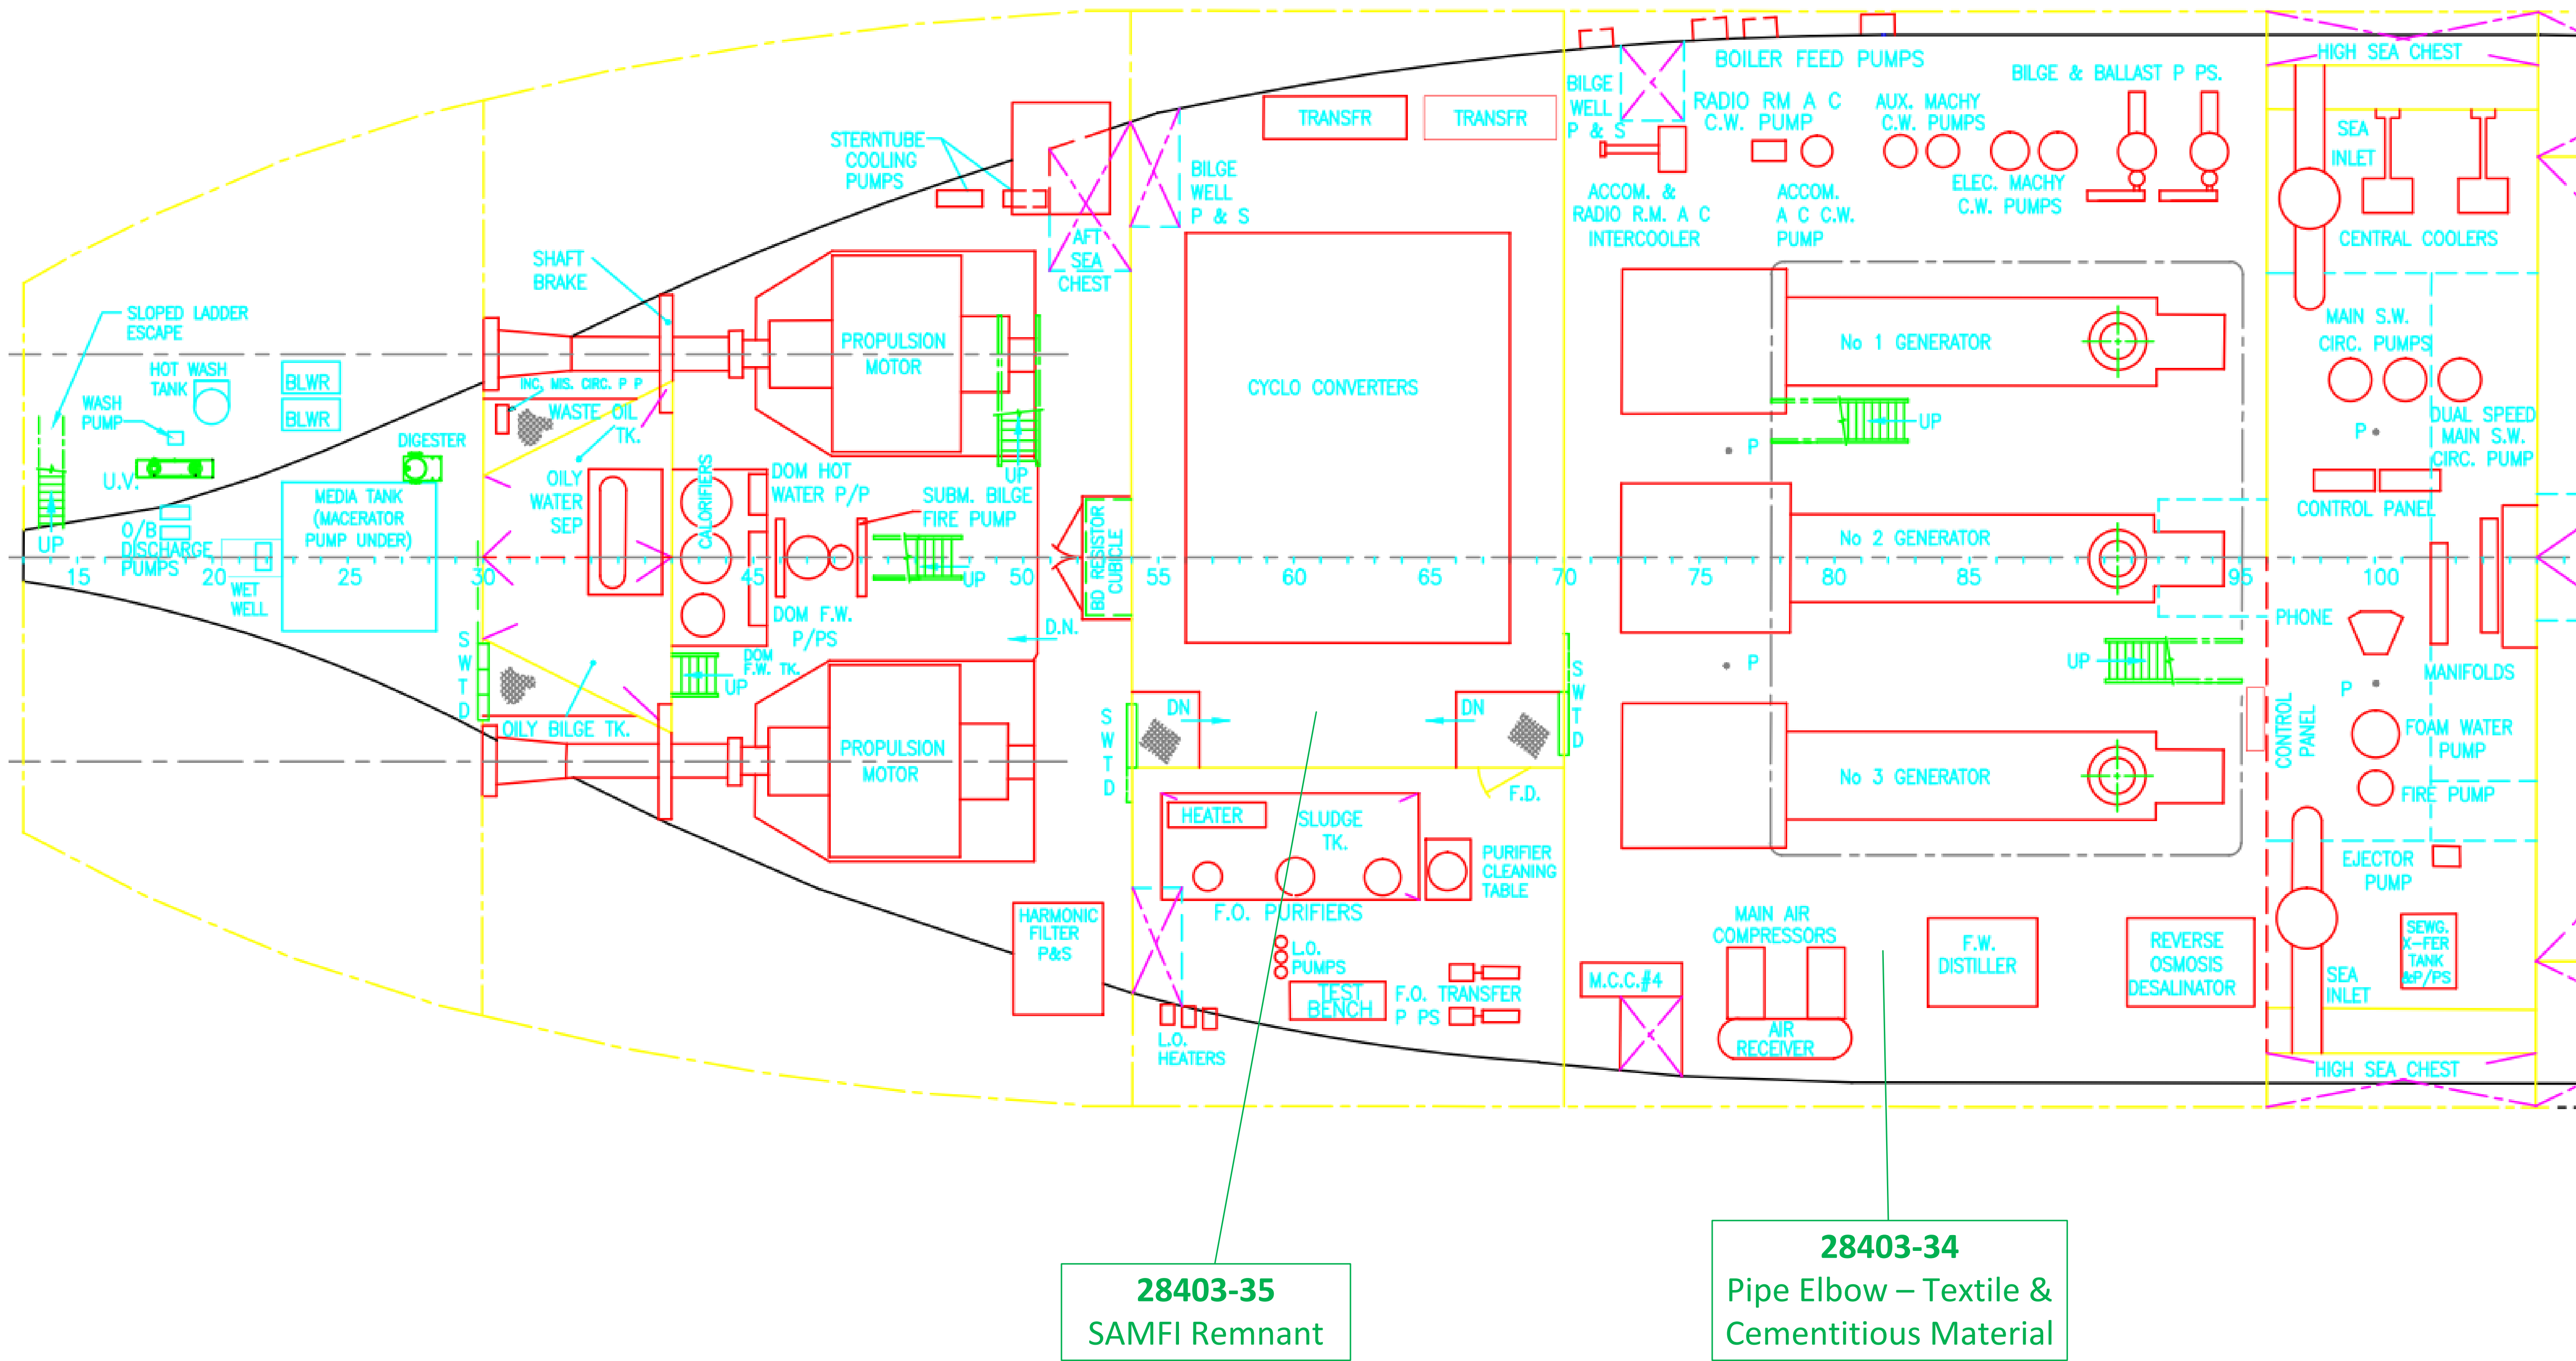 HIGH SEA CHEST
BOILER FEED PUMPS
BILGE & BALLAST P PS.
BILGE
WELL
P & S
RADIO RM A C
C.W. PUMP
AUX. MACHY
C.W. PUMPS
TRANSFR
TRANSFR
SEA
INLET
STERNTUBE
COOLING
PUMPS
BILGE
WELL
P & S
ACCOM. &
RADIO R.M. A C
INTERCOOLER
ACCOM.
A C C.W.
PUMP
ELEC. MACHY
C.W. PUMPS
CENTRAL COOLERS
AFT
SEA
CHEST
SHAFT
BRAKE
SLOPED LADDER
ESCAPE
PROPULSION
MOTOR
No 1 GENERATOR
MAIN S.W.
CIRC. PUMPS
HOT WASH
TANK
BLWR
BLWR
INC. MIS. CIRC. P P
CYCLO CONVERTERS
WASH
PUMP
WASTE OIL
TK.
UP
DUAL SPEED
MAIN S.W.
CIRC. PUMP
P
P
DIGESTER
U.V.
OILY
WATER
SEP
CALORIFIERS
DOM HOT
WATER P/P
UP
SUBM. BILGE
FIRE PUMP
MEDIA TANK
(MACERATOR
PUMP UNDER)
CONTROL PANEL
O/B
DISCHARGE
PUMPS
UP
No 2 GENERATOR
BD RESISTOR
CUBICLE
15 20 25 30 45 50 55 60 65 70 75 80 85 95 100
UP
WET
WELL
DOM F.W.
P/PS
D.N.
PHONE
S
W
T
D
DOM
F.W. TK.
UP
P
UP
S
W
T
D
MANIFOLDS
P
DN
DN
S
W
T
D
CONTROL
PANEL
OILY BILGE TK.
PROPULSION
MOTOR
FOAM WATER
PUMP
No 3 GENERATOR
F.D.
FIRE PUMP
HEATER
SLUDGE
TK.
PURIFIER
CLEANING
TABLE
EJECTOR
PUMP
F.O. PURIFIERS
HARMONIC
FILTER
P&S
MAIN AIR
COMPRESSORS
F.W.
DISTILLER
REVERSE
OSMOSIS
DESALINATOR
SEWG.
X-FER
TANK
&P/PS
L.O.
PUMPS
M.C.C.#4
SEA
INLET
TEST
BENCH
F.O. TRANSFER
P PS
AIR
RECEIVER
L.O.
HEATERS
HIGH SEA CHEST
28403-35
SAMFI Remnant
28403-34
Pipe Elbow – Textile &
Cementitious Material